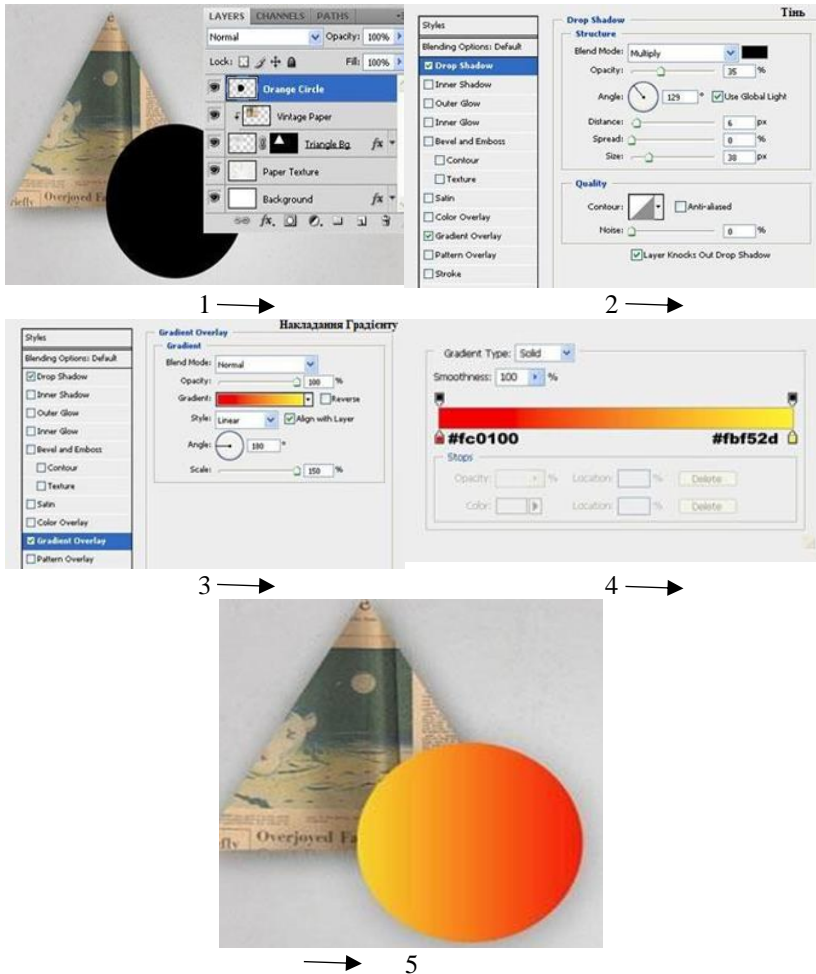 LAYERS CHANNELS PATHS
Normal Opacity: 100%
Lock: Fill: 100%
Orange Circle
Vintage Paper
Triangle Bg fx
Paper Texture
Background fx
fx.
Overjoyed Fa
1
Тінь
Styles
Blending Options: Default
Drop Shadow
Inner Shadow
Outer Glow
Inner Glow
Bevel and Emboss
Contour
Texture
Satin
Color Overlay
Gradient Overlay
Pattern Overlay
Stroke
Drop Shadow
Structure
Blend Mode: Multiply
Opacity: 35 %
Angle: 129 ° Use Global Light
Distance: 6 px
Spread: 0 %
Size: 38 px
Quality
Contour: Anti-aliased
Noise: 0 %
Layer Knocks Out Drop Shadow
2
Накладання Градієнту
Styles
Blending Options: Default
Drop Shadow
Inner Shadow
Outer Glow
Inner Glow
Bevel and Emboss
Contour
Texture
Satin
Color Overlay
Gradient Overlay
Pattern Overlay
Gradient Overlay
Gradient
Blend Mode: Normal
Opacity: 100 %
Gradient: Reverse
Style: Linear Align with Layer
Angle: 180 °
Scale: 150 %
3
Gradient Type: Solid
Smoothness: 100 %
#fc0100 #fbf52d
Stops
Opacity: % Location: % Delete
Color: Location: % Delete
4
Overjoyed Fa
5